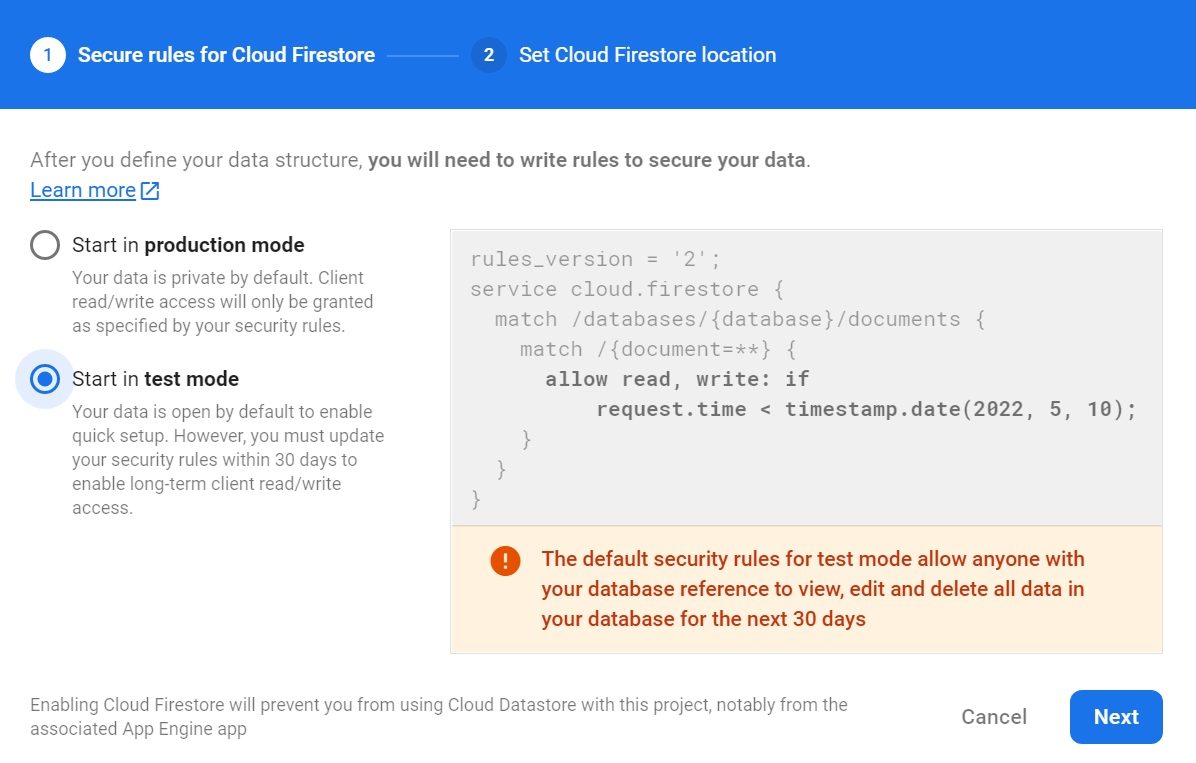 1 Secure rules for Cloud Firestore 2 Set Cloud Firestore location
After you define your data structure, you will need to write rules to secure your data.
Learn more
Start in production mode
Your data is private by default. Client
read/write access will only be granted
as specified by your security rules.
Start in test mode
Your data is open by default to enable
quick setup. However, you must update
your security rules within 30 days to
enable long-term client read/write
access.
rules_version = '2';
service cloud.firestore {
  match /databases/{database}/documents {
    match /{document=**} {
      allow read, write: if
          request.time < timestamp.date(2022, 5, 10);
    }
  }
}
! The default security rules for test mode allow anyone with
your database reference to view, edit and delete all data in
your database for the next 30 days
Enabling Cloud Firestore will prevent you from using Cloud Datastore with this project, notably from the
associated App Engine app
Cancel Next